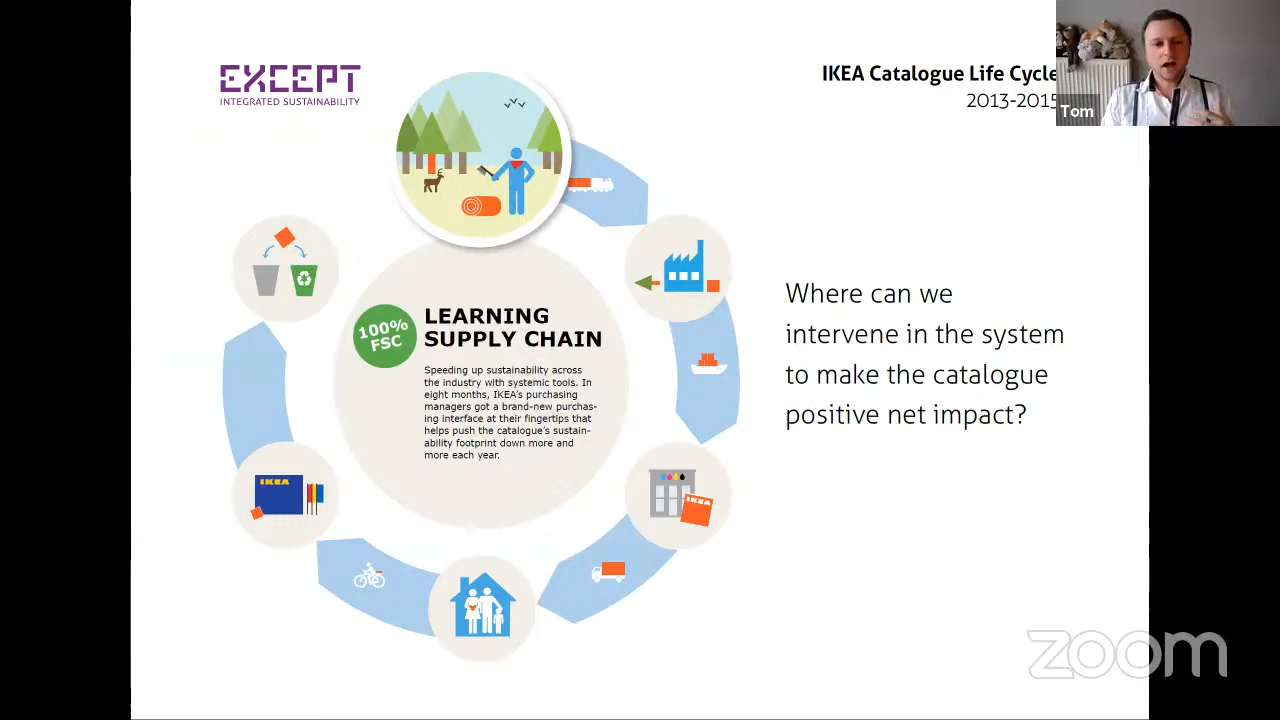 EXCEPT
INTEGRATED SUSTAINABILITY
IKEA Catalogue Life Cycle
2013-2015
Tom
100%
FSC
LEARNING
SUPPLY CHAIN
Speeding up sustainability across
the industry with systemic tools. In
eight months, IKEA's purchasing
managers got a brand-new purchas-
ing interface at their fingertips that
helps push the catalogue's sustain-
ability footprint down more and
more each year.
Where can we
intervene in the system
to make the catalogue
positive net impact?
IKEA
IKEA
zoom